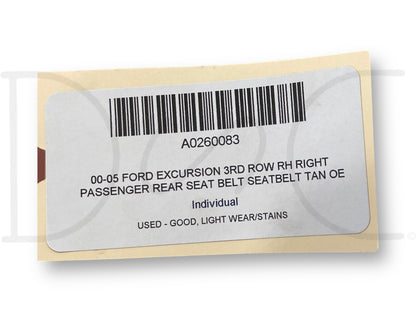 A0260083
00-05 FORD EXCURSION 3RD ROW RH RIGHT
PASSENGER REAR SEAT BELT SEATBELT TAN OE
Individual
USED - GOOD, LIGHT WEAR/STAINS